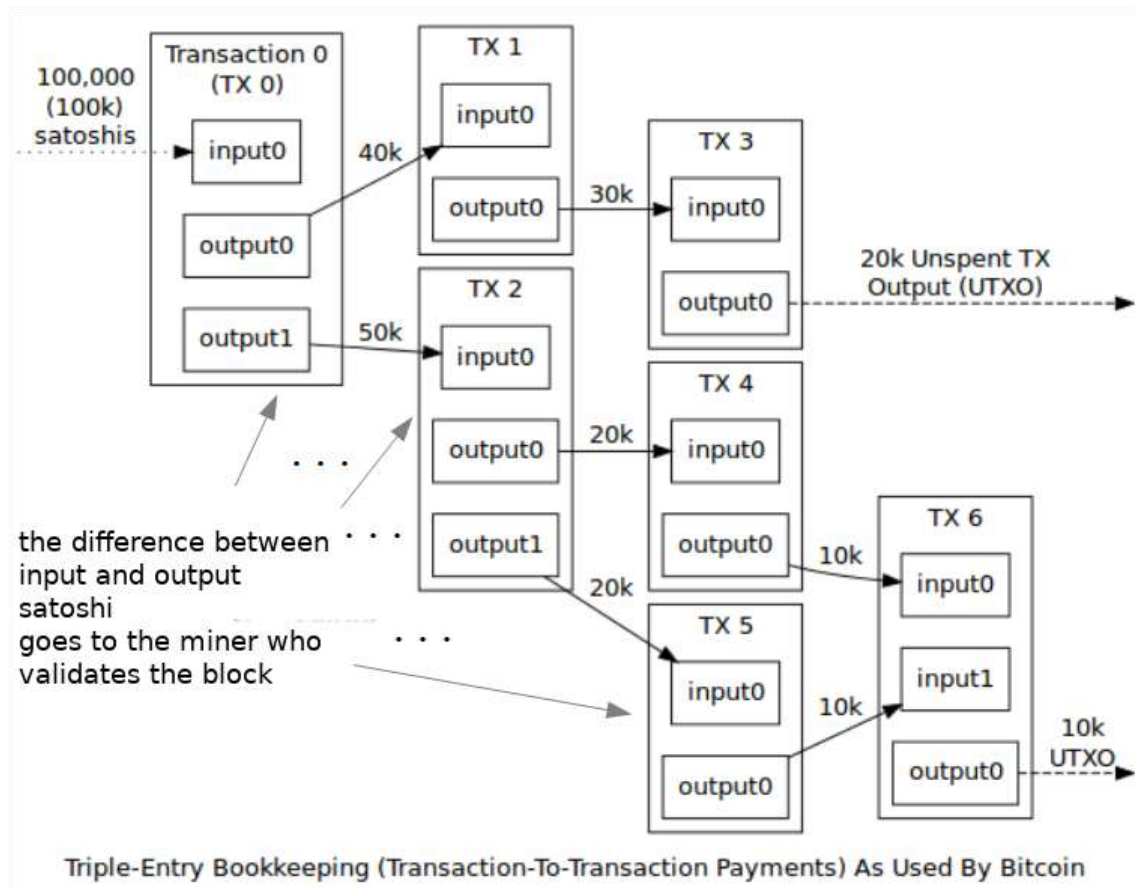 100,000
(100k)
satoshis
Transaction 0
(TX 0)
input0
output0
output1
40k
50k
TX 1
input0
output0
30k
TX 2
input0
output0
output1
20k
20k
TX 3
input0
output0
20k Unspent TX
Output (UTXO)
TX 4
input0
output0
10k
TX 5
input0
output0
10k
TX 6
input0
input1
output0
10k
UTXO
. . .
. . .
. . .
the difference between
input and output
satoshi
goes to the miner who
validates the block
Triple-Entry Bookkeeping (Transaction-To-Transaction Payments) As Used By Bitcoin